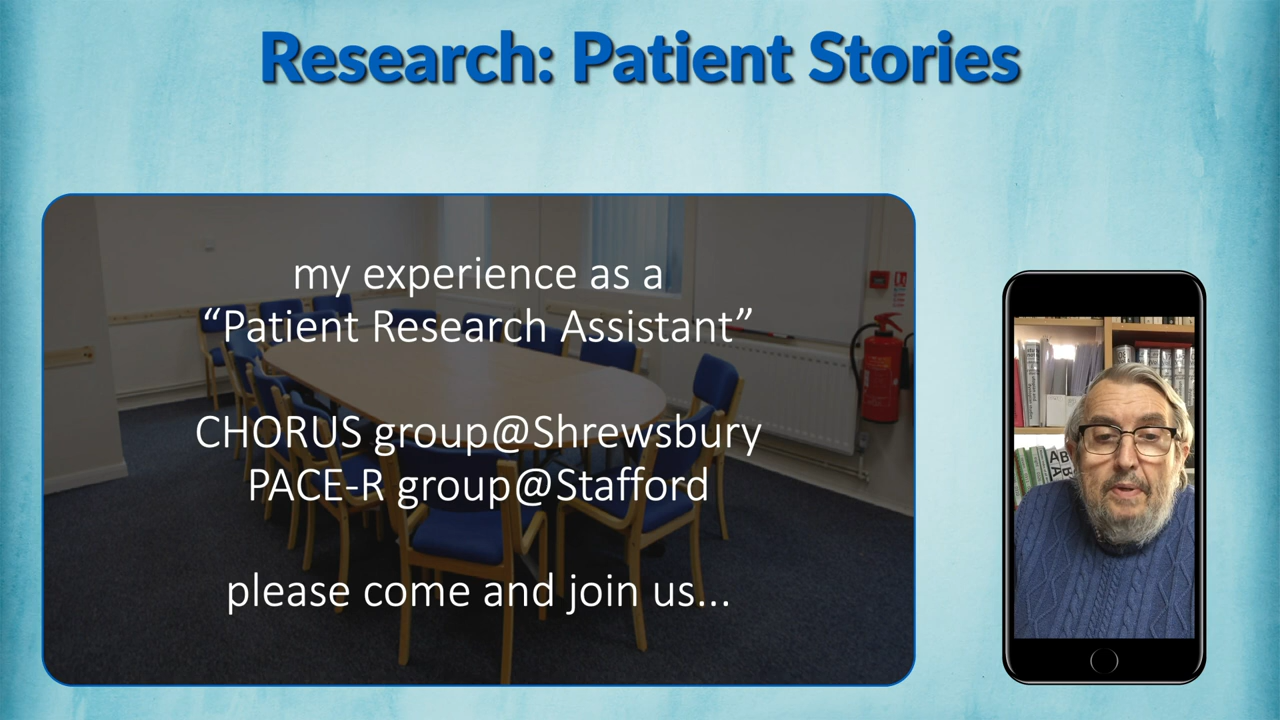 Research: Patient Stories
my experience as a
“Patient Research Assistant”
CHORUS group@Shrewsbury
PACE-R group@Stafford
please come and join us...